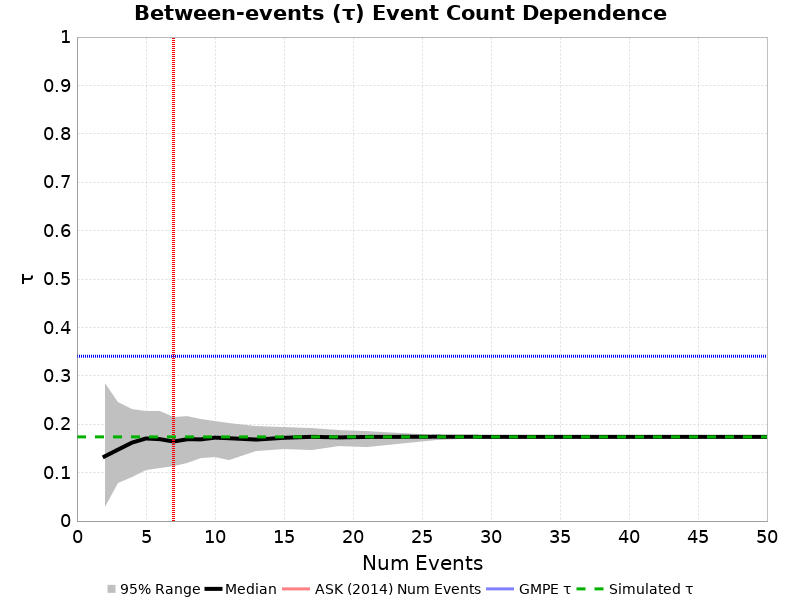 Between-events (τ) Event Count Dependence
1
0.9
0.8
0.7
0.6
0.5
0.4
0.3
0.2
0.1
0
τ
0 5 10 15 20 25 30 35 40 45 50
Num Events
95% Range Median ASK (2014) Num Events GMPE τ Simulated τ